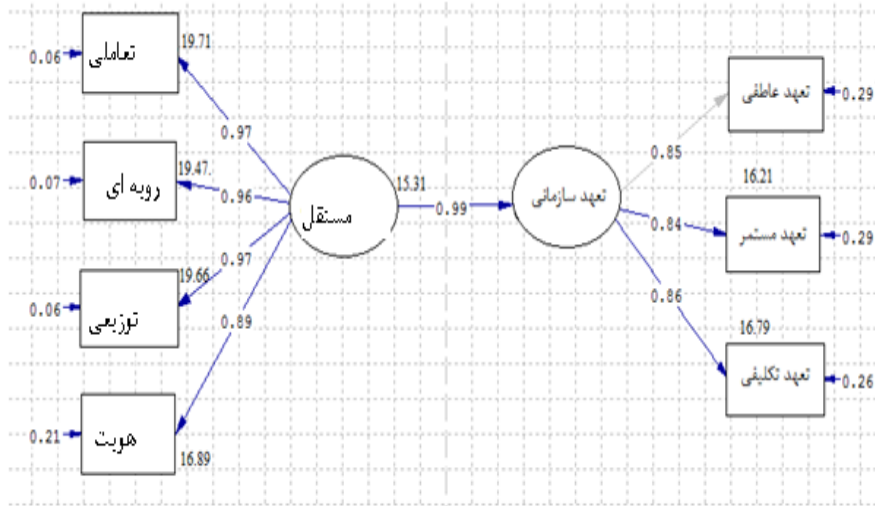 تعاملی
19.71
0.06
0.97
رویه ای
19.47.
0.07
0.96
توزیعی
19.66
0.06
0.97
هویت
16.89
0.21
0.89
مستقل
15.31
0.99
تعهد سازمانی
تعهد عاطفی
0.29
0.85
16.21
تعهد مستمر
0.29
0.84
16.79
تعهد تکلیفی
0.26
0.86